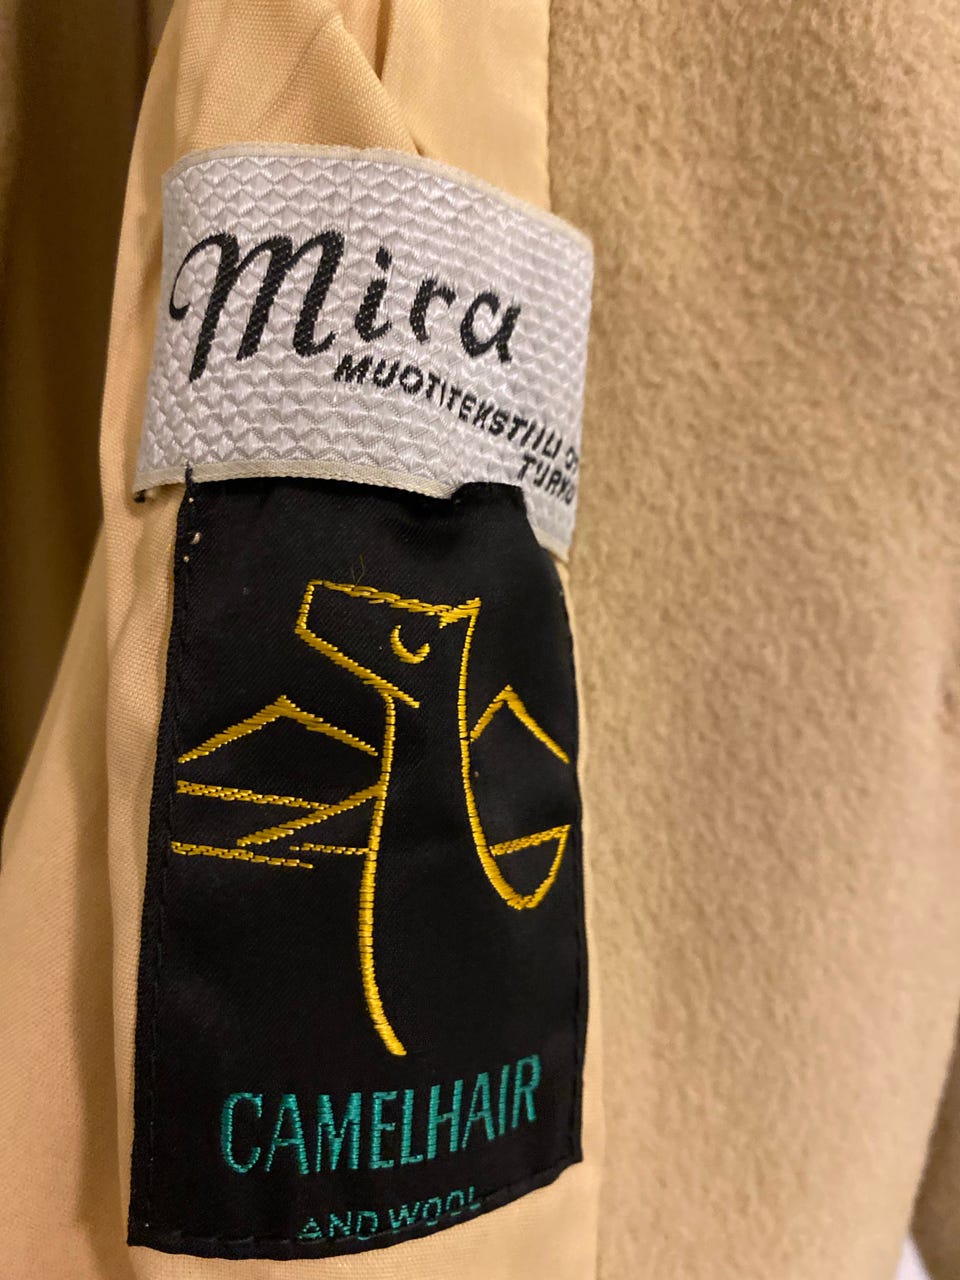 Mira
MUOTITEKSTIILI OY
TURKU
CAMELHAIR
AND WOOL